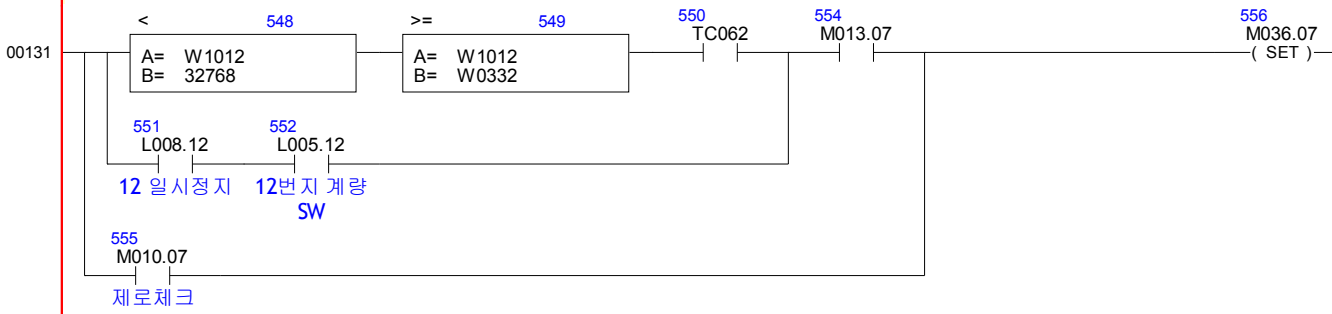 < 548 >= 549 550 554 556
TC062 M013.07 M036.07
00131 A= W1012 A= W1012 ( SET )
B= 32768 B= W0332
551 552
L008.12 L005.12
12 일시정지 12번지 계량
SW
555
M010.07
제로체크